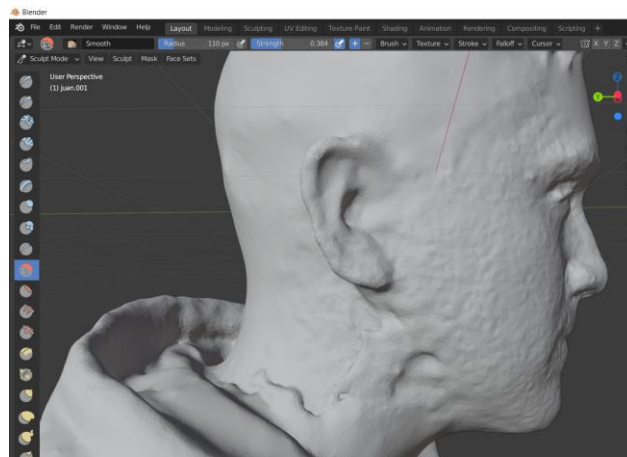 Blender
File Edit Render Window Help Layout Modeling Sculpting UV Editing Texture Paint Shading Animation Rendering Compositing Scripting +
Smooth Radius 110 px Strength 0.364 + − Brush Texture Stroke Falloff Cursor X Y Z
Sculpt Mode View Sculpt Mask Face Sets
User Perspective
(1) juan.001
Z
Y